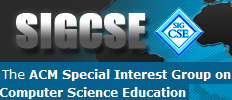 SIGCSE
SIG
CSE
The ACM Special Interest Group on
Computer Science Education